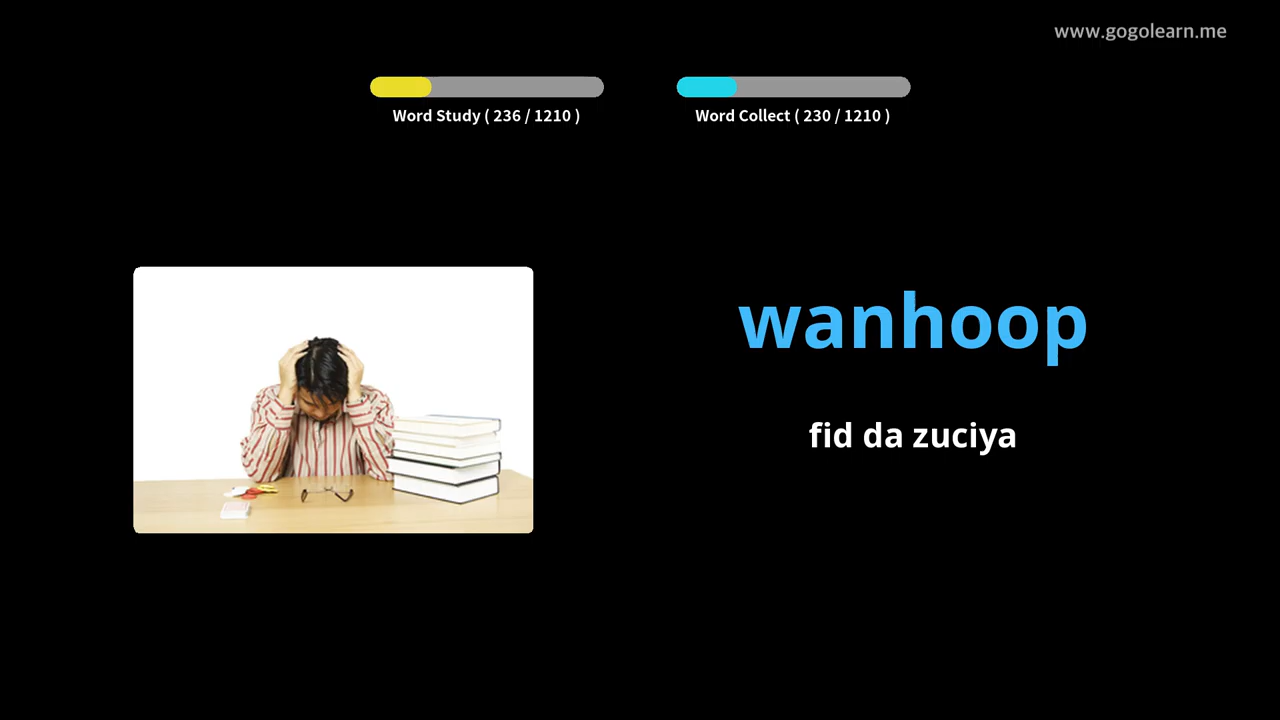 www.gogolearn.me
Word Study ( 236 / 1210 )
Word Collect ( 230 / 1210 )
wanhoop
fid da zuciya